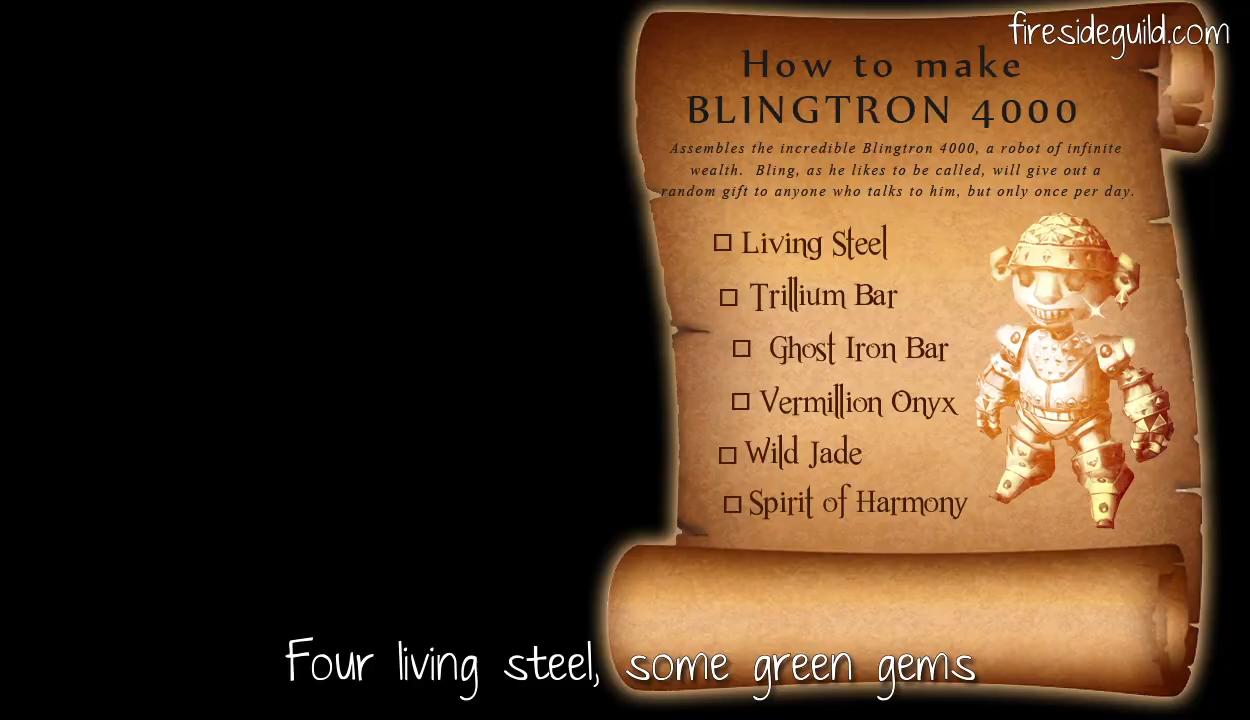 firesideguild.com
How to make
BLINGTRON 4000
Assembles the incredible Blingtron 4000, a robot of infinite
wealth. Bling, as he likes to be called, will give out a
random gift to anyone who talks to him, but only once per day.
Living Steel
Trillium Bar
Ghost Iron Bar
Vermillion Onyx
Wild Jade
Spirit of Harmony
Four living steel, some green gems